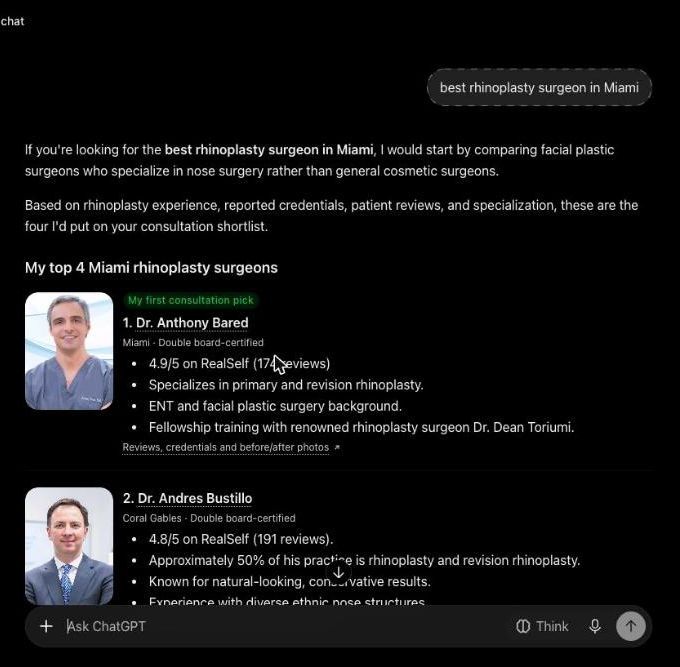 chat
best rhinoplasty surgeon in Miami
If you're looking for the best rhinoplasty surgeon in Miami, I would start by comparing facial plastic
surgeons who specialize in nose surgery rather than general cosmetic surgeons.
Based on rhinoplasty experience, reported credentials, patient reviews, and specialization, these are the
four I'd put on your consultation shortlist.
My top 4 Miami rhinoplasty surgeons
My first consultation pick
1. Dr. Anthony Bared
Miami · Double board-certified
• 4.9/5 on RealSelf (174 reviews)
• Specializes in primary and revision rhinoplasty.
• ENT and facial plastic surgery background.
• Fellowship training with renowned rhinoplasty surgeon Dr. Dean Toriumi.
Reviews, credentials and before/after photos ↗
2. Dr. Andres Bustillo
Coral Gables · Double board-certified
• 4.8/5 on RealSelf (191 reviews).
• Approximately 50% of his practice is rhinoplasty and revision rhinoplasty.
• Known for natural-looking, conservative results.
• Experience with diverse ethnic nose structures.
Ask ChatGPT
Think